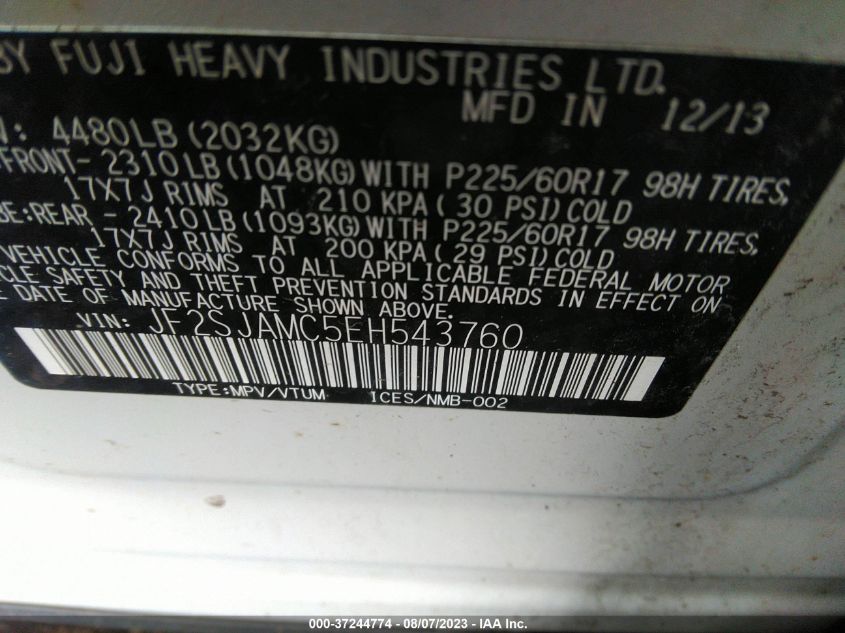 BY FUJI HEAVY INDUSTRIES LTD.
MFD IN 12/13
: 4480LB (2032KG)
FRONT- 2310 LB (1048KG) WITH P225/60R17 98H TIRES,
17X7J RIMS AT 210 KPA ( 30 PSI) COLD
:REAR - 2410 LB (1093KG) WITH P225/60R17 98H TIRES,
17X7J RIMS AT 200 KPA ( 29 PSI) COLD
VEHICLE CONFORMS TO ALL APPLICABLE FEDERAL MOTOR
SAFETY AND THEFT PREVENTION STANDARDS IN EFFECT ON
DATE OF MANUFACTURE SHOWN ABOVE.
VIN: JF2SJAMC5EH543760
TYPE:MPV/VTUM ICES/NMB-002
000-37244774 - 08/07/2023 - IAA Inc.